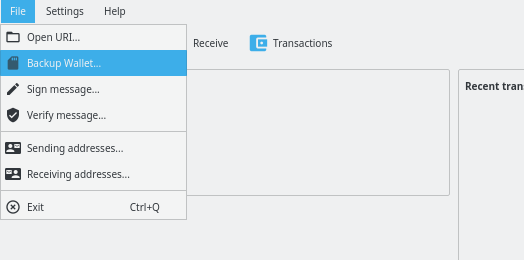 File Settings Help
Receive Transactions
Open URI...
Backup Wallet...
Sign message...
Verify message...
Sending addresses...
Receiving addresses...
Exit Ctrl+Q
Recent tran